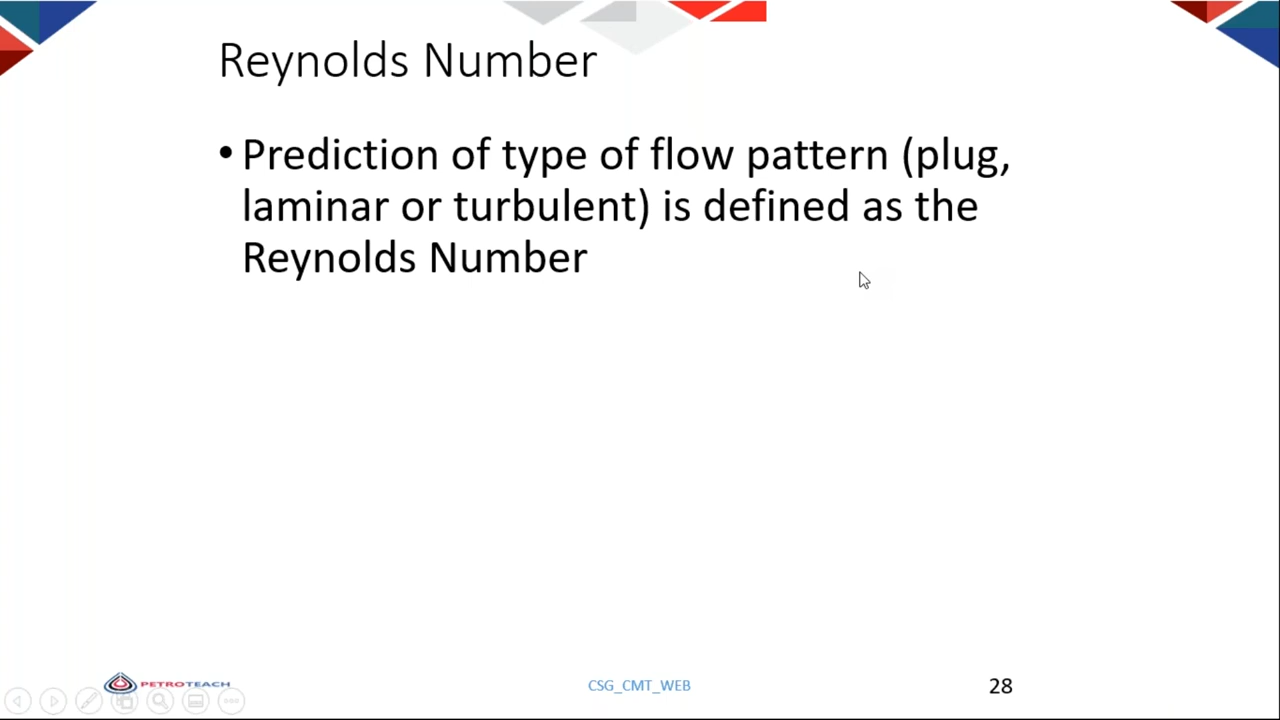 Reynolds Number
• Prediction of type of flow pattern (plug,
laminar or turbulent) is defined as the
Reynolds Number
PETROTEACH
CSG_CMT_WEB
28